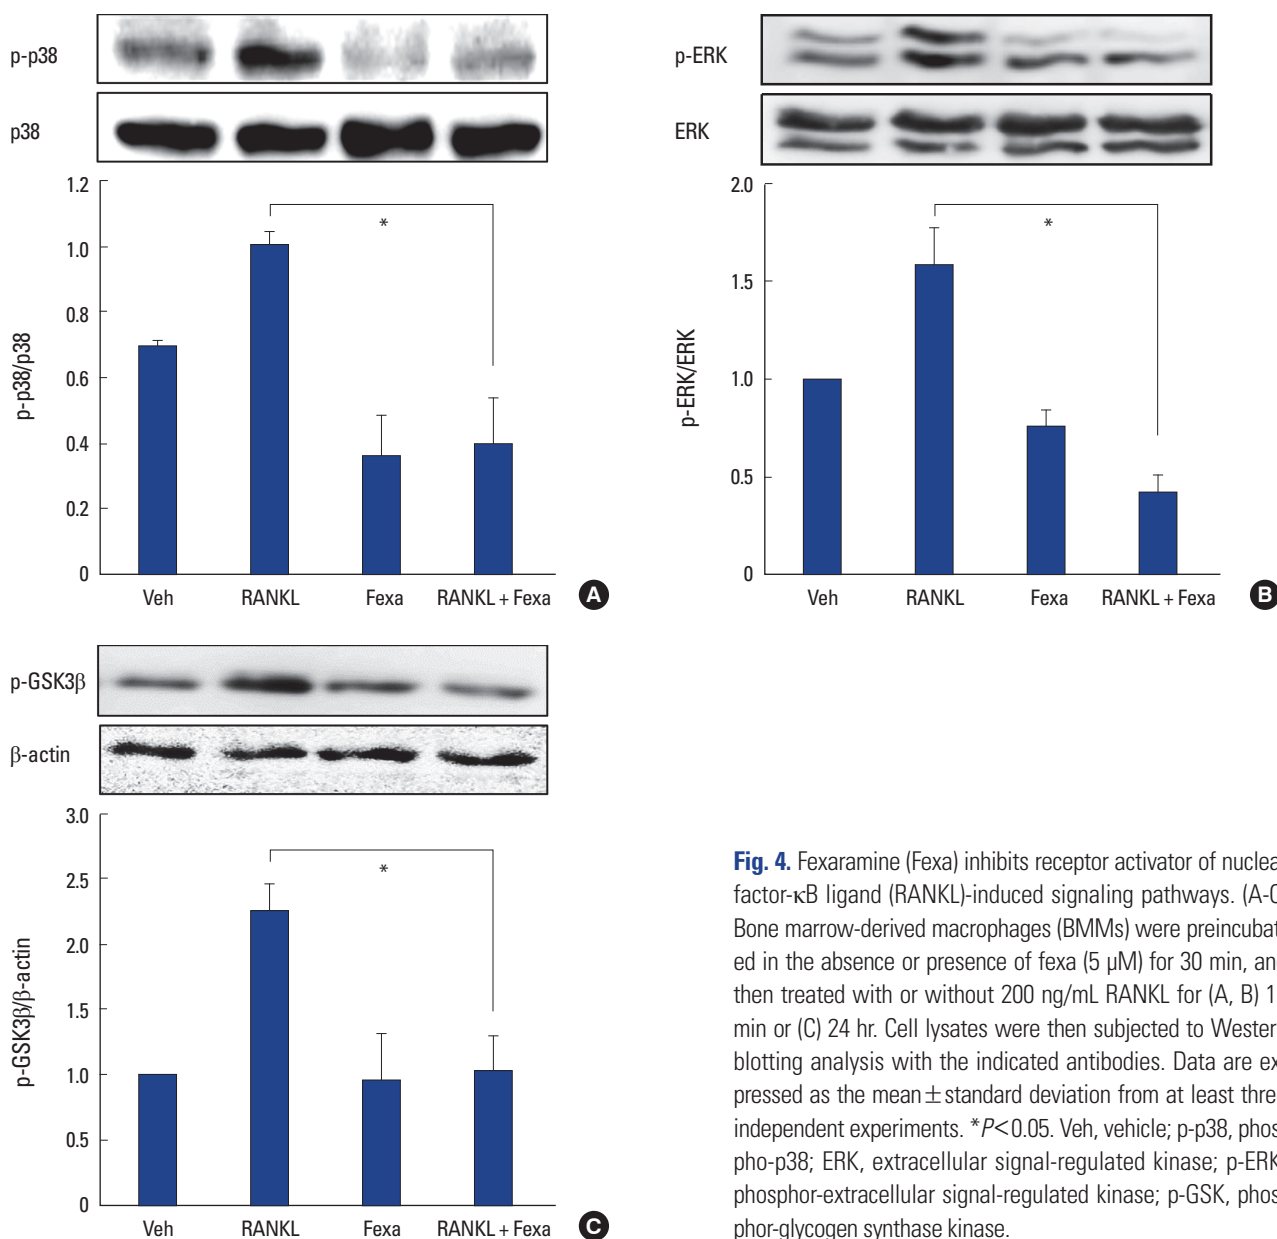 p-p38
p38
1.2
1.0
0.8
0.6
0.4
0.2
0
p-p38/p38
*
Veh RANKL Fexa RANKL + Fexa
A
p-ERK
ERK
2.0
1.5
1.0
0.5
0
p-ERK/ERK
*
Veh RANKL Fexa RANKL + Fexa
B
p-GSK3β
β-actin
3.0
2.5
2.0
1.5
1.0
0.5
0
p-GSK3β/β-actin
*
Veh RANKL Fexa RANKL + Fexa
C
Fig. 4. Fexaramine (Fexa) inhibits receptor activator of nuclea
factor-κB ligand (RANKL)-induced signaling pathways. (A-C
Bone marrow-derived macrophages (BMMs) were preincubat
ed in the absence or presence of fexa (5 µM) for 30 min, an
then treated with or without 200 ng/mL RANKL for (A, B) 1
min or (C) 24 hr. Cell lysates were then subjected to Wester
blotting analysis with the indicated antibodies. Data are ex
pressed as the mean±standard deviation from at least thre
independent experiments. *P<0.05. Veh, vehicle; p-p38, phos
pho-p38; ERK, extracellular signal-regulated kinase; p-ERK
phosphor-extracellular signal-regulated kinase; p-GSK, phos
phor-glycogen synthase kinase.